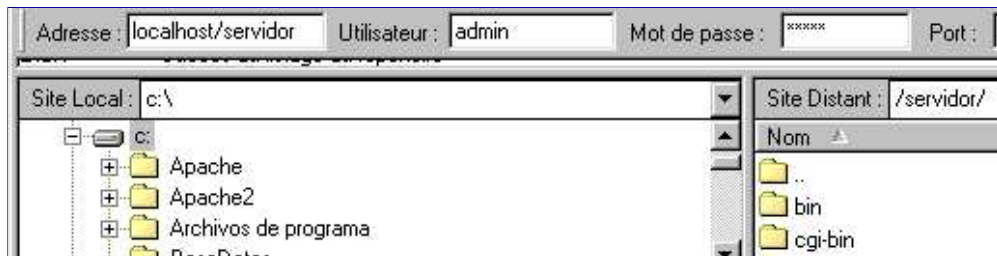 Adresse : localhost/servidor Utilisateur : admin Mot de passe : ***** Port :
Site Local : c:\ Site Distant : /servidor/
c: Nom
Apache ..
Apache2 bin
Archivos de programa cgi-bin